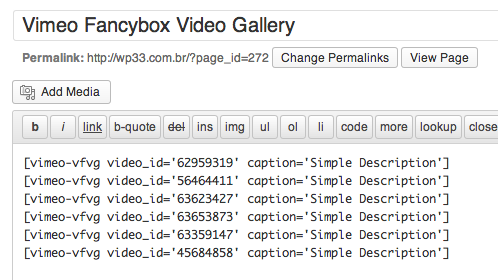 Vimeo Fancybox Video Gallery
Permalink: http://wp33.com.br/?page_id=272 Change Permalinks View Page
Add Media
b i link b-quote del ins img ul ol li code more lookup close
[vimeo-vfvg video_id='62959319' caption='Simple Description']
[vimeo-vfvg video_id='56464411' caption='Simple Description']
[vimeo-vfvg video_id='63623427' caption='Simple Description']
[vimeo-vfvg video_id='63653873' caption='Simple Description']
[vimeo-vfvg video_id='63359147' caption='Simple Description']
[vimeo-vfvg video_id='45684858' caption='Simple Description']